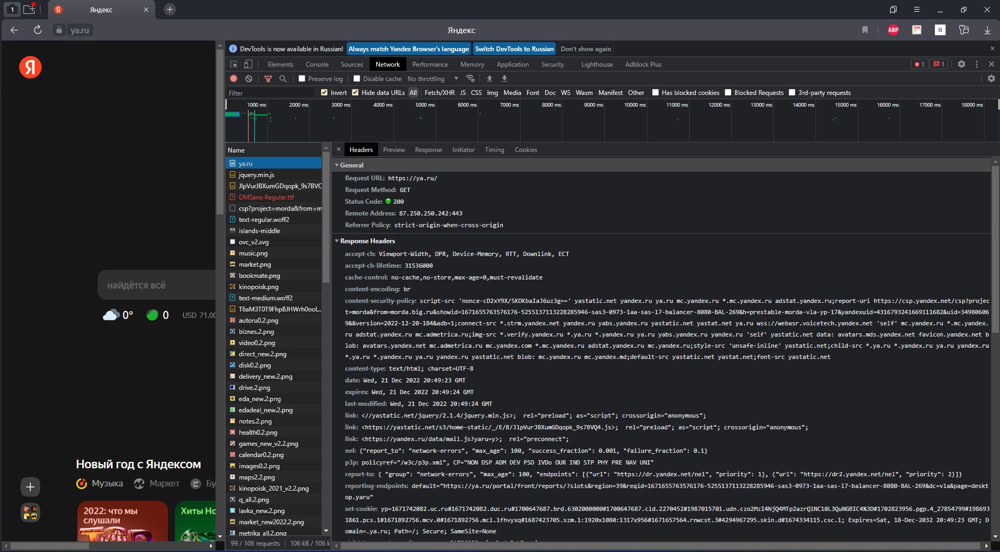 1
Я
Яндекс
ya.ru
Яндекс
ABP
B
Я
найдётся всё
0°
0
USD 71,00
Новый год с Яндексом
Музыка
Маркет
Бу
2022: что мы
слушали
Хиты Но
DevTools is now available in Russian!
Always match Yandex Browser's language
Switch DevTools to Russian
Don't show again
Elements
Console
Sources
Network
Performance
Memory
Application
Security
Lighthouse
Adblock Plus
1
1
Preserve log
Disable cache
No throttling
Filter
Invert
Hide data URLs
All
Fetch/XHR
JS
CSS
Img
Media
Font
Doc
WS
Wasm
Manifest
Other
Has blocked cookies
Blocked Requests
3rd-party requests
1000 ms
2000 ms
3000 ms
4000 ms
5000 ms
6000 ms
7000 ms
8000 ms
9000 ms
10000 ms
11000 ms
12000 ms
13000 ms
14000 ms
15000 ms
16000 ms
17000 ms
18000 ms
Name
ya.ru
jquery.min.js
JlpVurJBXumGDqopk_9s7BVC
DMSans-Regular.ttf
csp?project=morda&from=m
text-regular.woff2
islands-middle
ovc_v2.svg
music.png
market.png
bookmate.png
kinopoisk.png
text-medium.woff2
T6aM3T0T9FhpBJHWrh0ooL...
autoru0.2.png
biznes.2.png
video0.2.png
direct_new.2.png
disk0.2.png
delivery_new.2.png
drive.2.png
eda_new.2.png
edadeal_new.2.png
notes.2.png
health0.2.png
games_new_v2.2.png
calendar0.2.png
images0.2.png
maps2.2.png
kinopoisk_2021_v2.2.png
q_all.2.png
lavka_new.2.png
market_new2022.2.png
metrika_all.2.png
99 / 106 requests
106 kB / 106 k
Headers
Preview
Response
Initiator
Timing
Cookies
General
Request URL: https://ya.ru/
Request Method: GET
Status Code: 200
Remote Address: 87.250.250.242:443
Referrer Policy: strict-origin-when-cross-origin
Response Headers
accept-ch: Viewport-Width, DPR, Device-Memory, RTT, Downlink, ECT
accept-ch-lifetime: 31536000
cache-control: no-cache,no-store,max-age=0,must-revalidate
content-encoding: br
content-security-policy: script-src 'nonce-cD2xY9X/SKOKbaIaJ6uz3g==' yastatic.net yandex.ru ya.ru mc.yandex.ru *.mc.yandex.ru adstat.yandex.ru;report-uri https://csp.yandex.net/csp?projec
t=morda&from=morda.big.ru&showid=1671655763576176-5255137113228285946-sas3-0973-1aa-sas-l7-balancer-8080-BAL-269&h=prestable-morda-vla-yp-17&yandexuid=4316793241669111682&uid=34980606
9&&version=2022-12-20-184&adb=1;connect-src *.strm.yandex.net yandex.ru yabs.yandex.ru yastatic.net yastat.net ya.ru wss://webasr.voicetech.yandex.net 'self' mc.yandex.ru *.mc.yandex.
ru adstat.yandex.ru mc.admetrica.ru;img-src *.verify.yandex.ru *.ya.ru *.yandex.ru ya.ru yabs.yandex.ru yandex.ru 'self' yastatic.net data: avatars.mds.yandex.net favicon.yandex.net b
lob: avatars.yandex.net mc.admetrica.ru mc.yandex.com *.mc.yandex.ru adstat.yandex.ru mc.yandex.ru;style-src 'unsafe-inline' yastatic.net;child-src *.ya.ru *.yandex.ru ya.ru yandex.ru
*.ya.ru *.yandex.ru ya.ru yandex.ru yastatic.net blob: mc.yandex.ru mc.yandex.md;default-src yastatic.net yastat.net;font-src yastatic.net
content-type: text/html; charset=UTF-8
date: Wed, 21 Dec 2022 20:49:23 GMT
expires: Wed, 21 Dec 2022 20:49:24 GMT
last-modified: Wed, 21 Dec 2022 20:49:24 GMT
link: <//yastatic.net/jquery/2.1.4/jquery.min.js>; rel="preload"; as="script"; crossorigin="anonymous";
link: <https://yastatic.net/s3/home-static/_/E/B/JlpVurJBXumGDqopk_9s7BVQ4.js>; rel="preload"; as="script"; crossorigin="anonymous";
link: <https://yandex.ru/data/mail.js?yaru=y>; rel="preconnect";
nel: {"report_to": "network-errors", "max_age": 100, "success_fraction": 0.001, "failure_fraction": 0.1}
p3p: policyref="/w3c/p3p.xml", CP="NON DSP ADM DEV PSD IVDo OUR IND STP PHY PRE NAV UNI"
report-to: { "group": "network-errors", "max_age": 100, "endpoints": [{"url": "https://dr.yandex.net/nel", "priority": 1}, {"url": "https://dr2.yandex.net/nel", "priority": 2}]}
reporting-endpoints: default="https://ya.ru/portal/front/reports/?slots&region=39&reqid=1671655763576176-5255137113228285946-sas3-0973-1aa-sas-l7-balancer-8080-BAL-269&dc=vla&page=deskt
op.yaru"
set-cookie: yp=1671742082.uc.ru#1671742082.duc.ru#1700647687.brd.6302000000#1700647687.cld.2270452#1987015701.udn.czo2MzI4NjQ4MTp2azrQlNC10L3QuNGBIC4%3D#1702823956.pgp.4_27854799#198693
1861.pcs.1#1671892756.mcv.0#1671892756.mcl.1fhvyxq#1687423705.szm.1:1920x1080:1317x956#1671657564.rnwcst.3#4294967295.skin.d#1674334115.csc.1; Expires=Sat, 18-Dec-2032 20:49:23 GMT; D
omain=.ya.ru; Path=/; Secure; SameSite=None